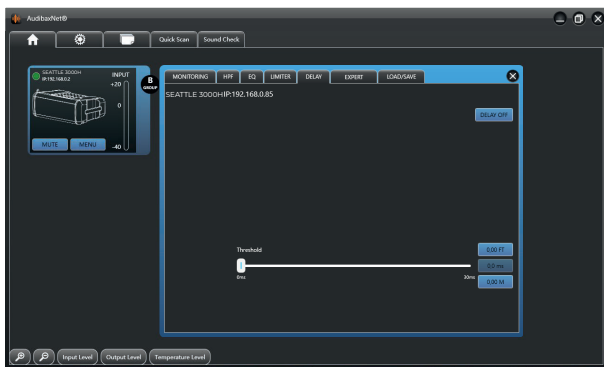 AudibaxNet®
Quick Scan Sound Check
SEATTLE 3000H INPUT
IP:192.168.0.2 +20
B
GROUP
0
MUTE MENU -40
MONITORING HPF EQ LIMITER DELAY EXPERT LOAD/SAVE
SEATTLE 3000HIP:192.168.0.85
DELAY OFF
Threshold
0,00 FT
0,0 ms
0ms 30ms
0,00 M
Input Level Output Level Temperature Level